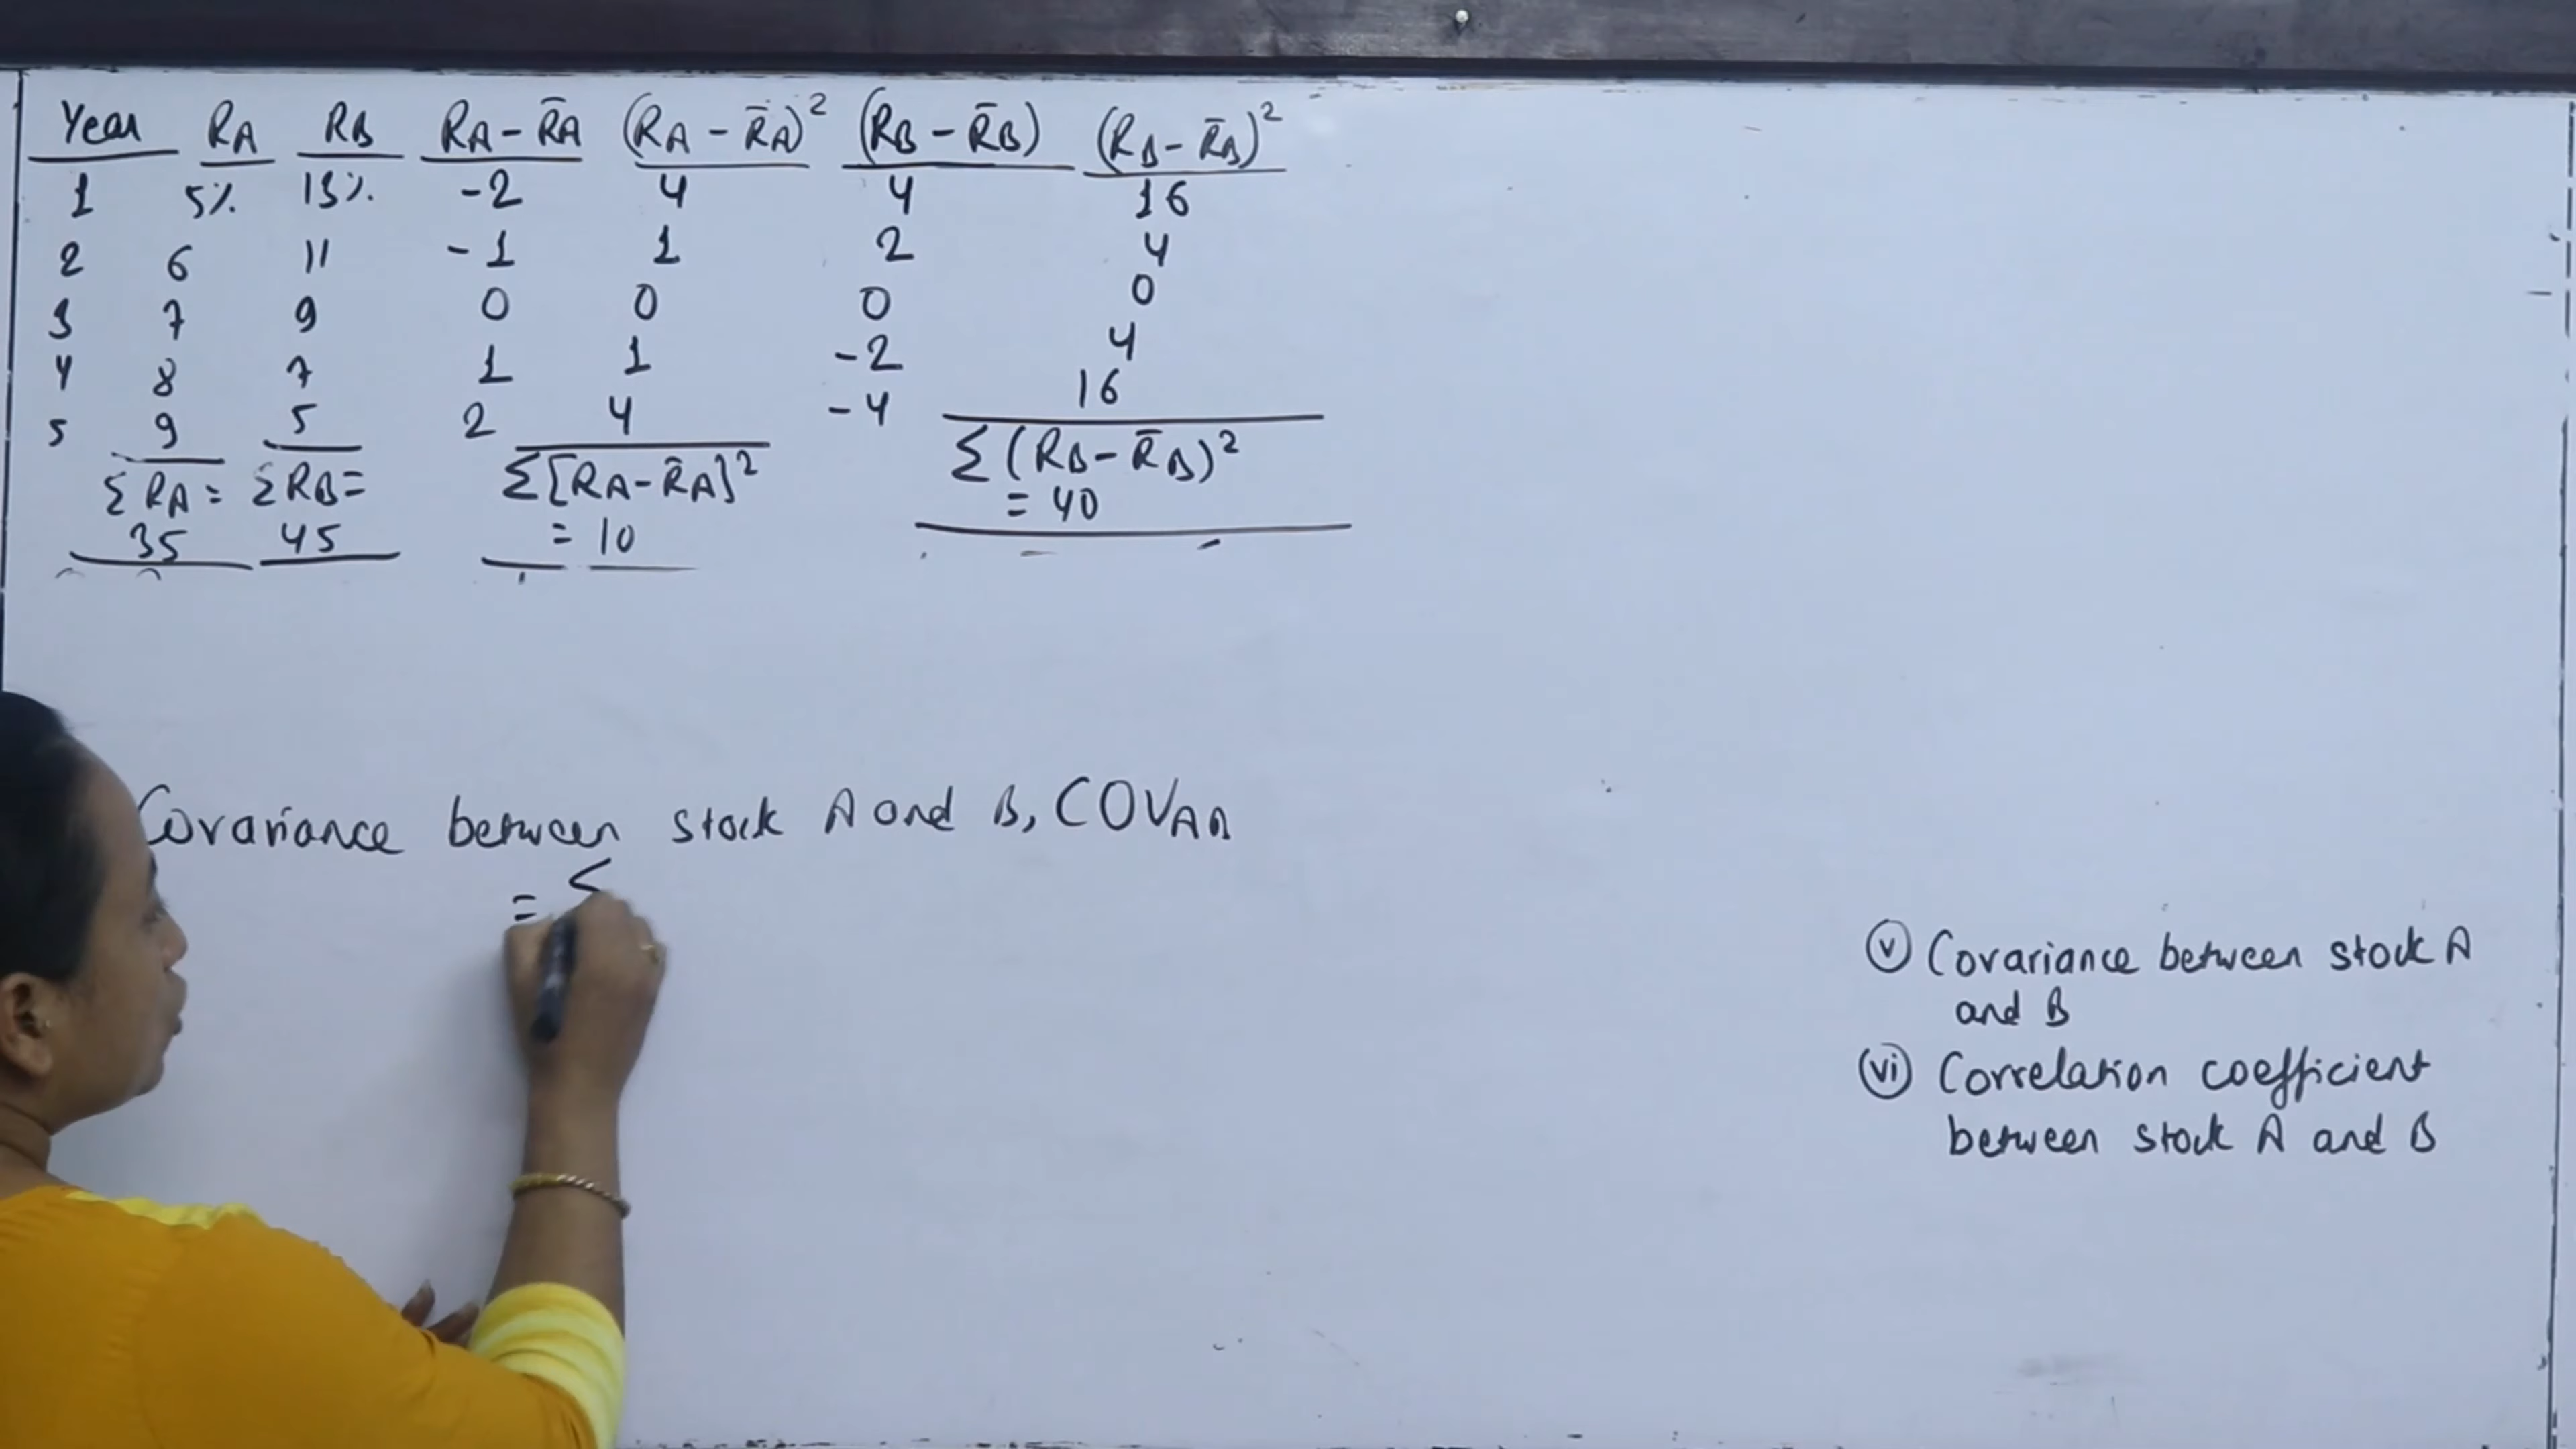 Year RA RB RA - R̄A (RA - R̄A)² (RB - R̄B) (RB - R̄B)²
1 5% 13% -2 4 4 16
2 6 11 -1 1 2 4
3 7 9 0 0 0 0
4 8 7 1 1 -2 4
5 9 5 2 4 -4 16
ΣRA = ΣRB = Σ[RA - R̄A]² Σ(RB - R̄B)²
35 45 = 10 = 40
Covariance between stock A and B, COVAB
=
(v) Covariance between stock A
and B
(vi) Correlation coefficient
between stock A and B